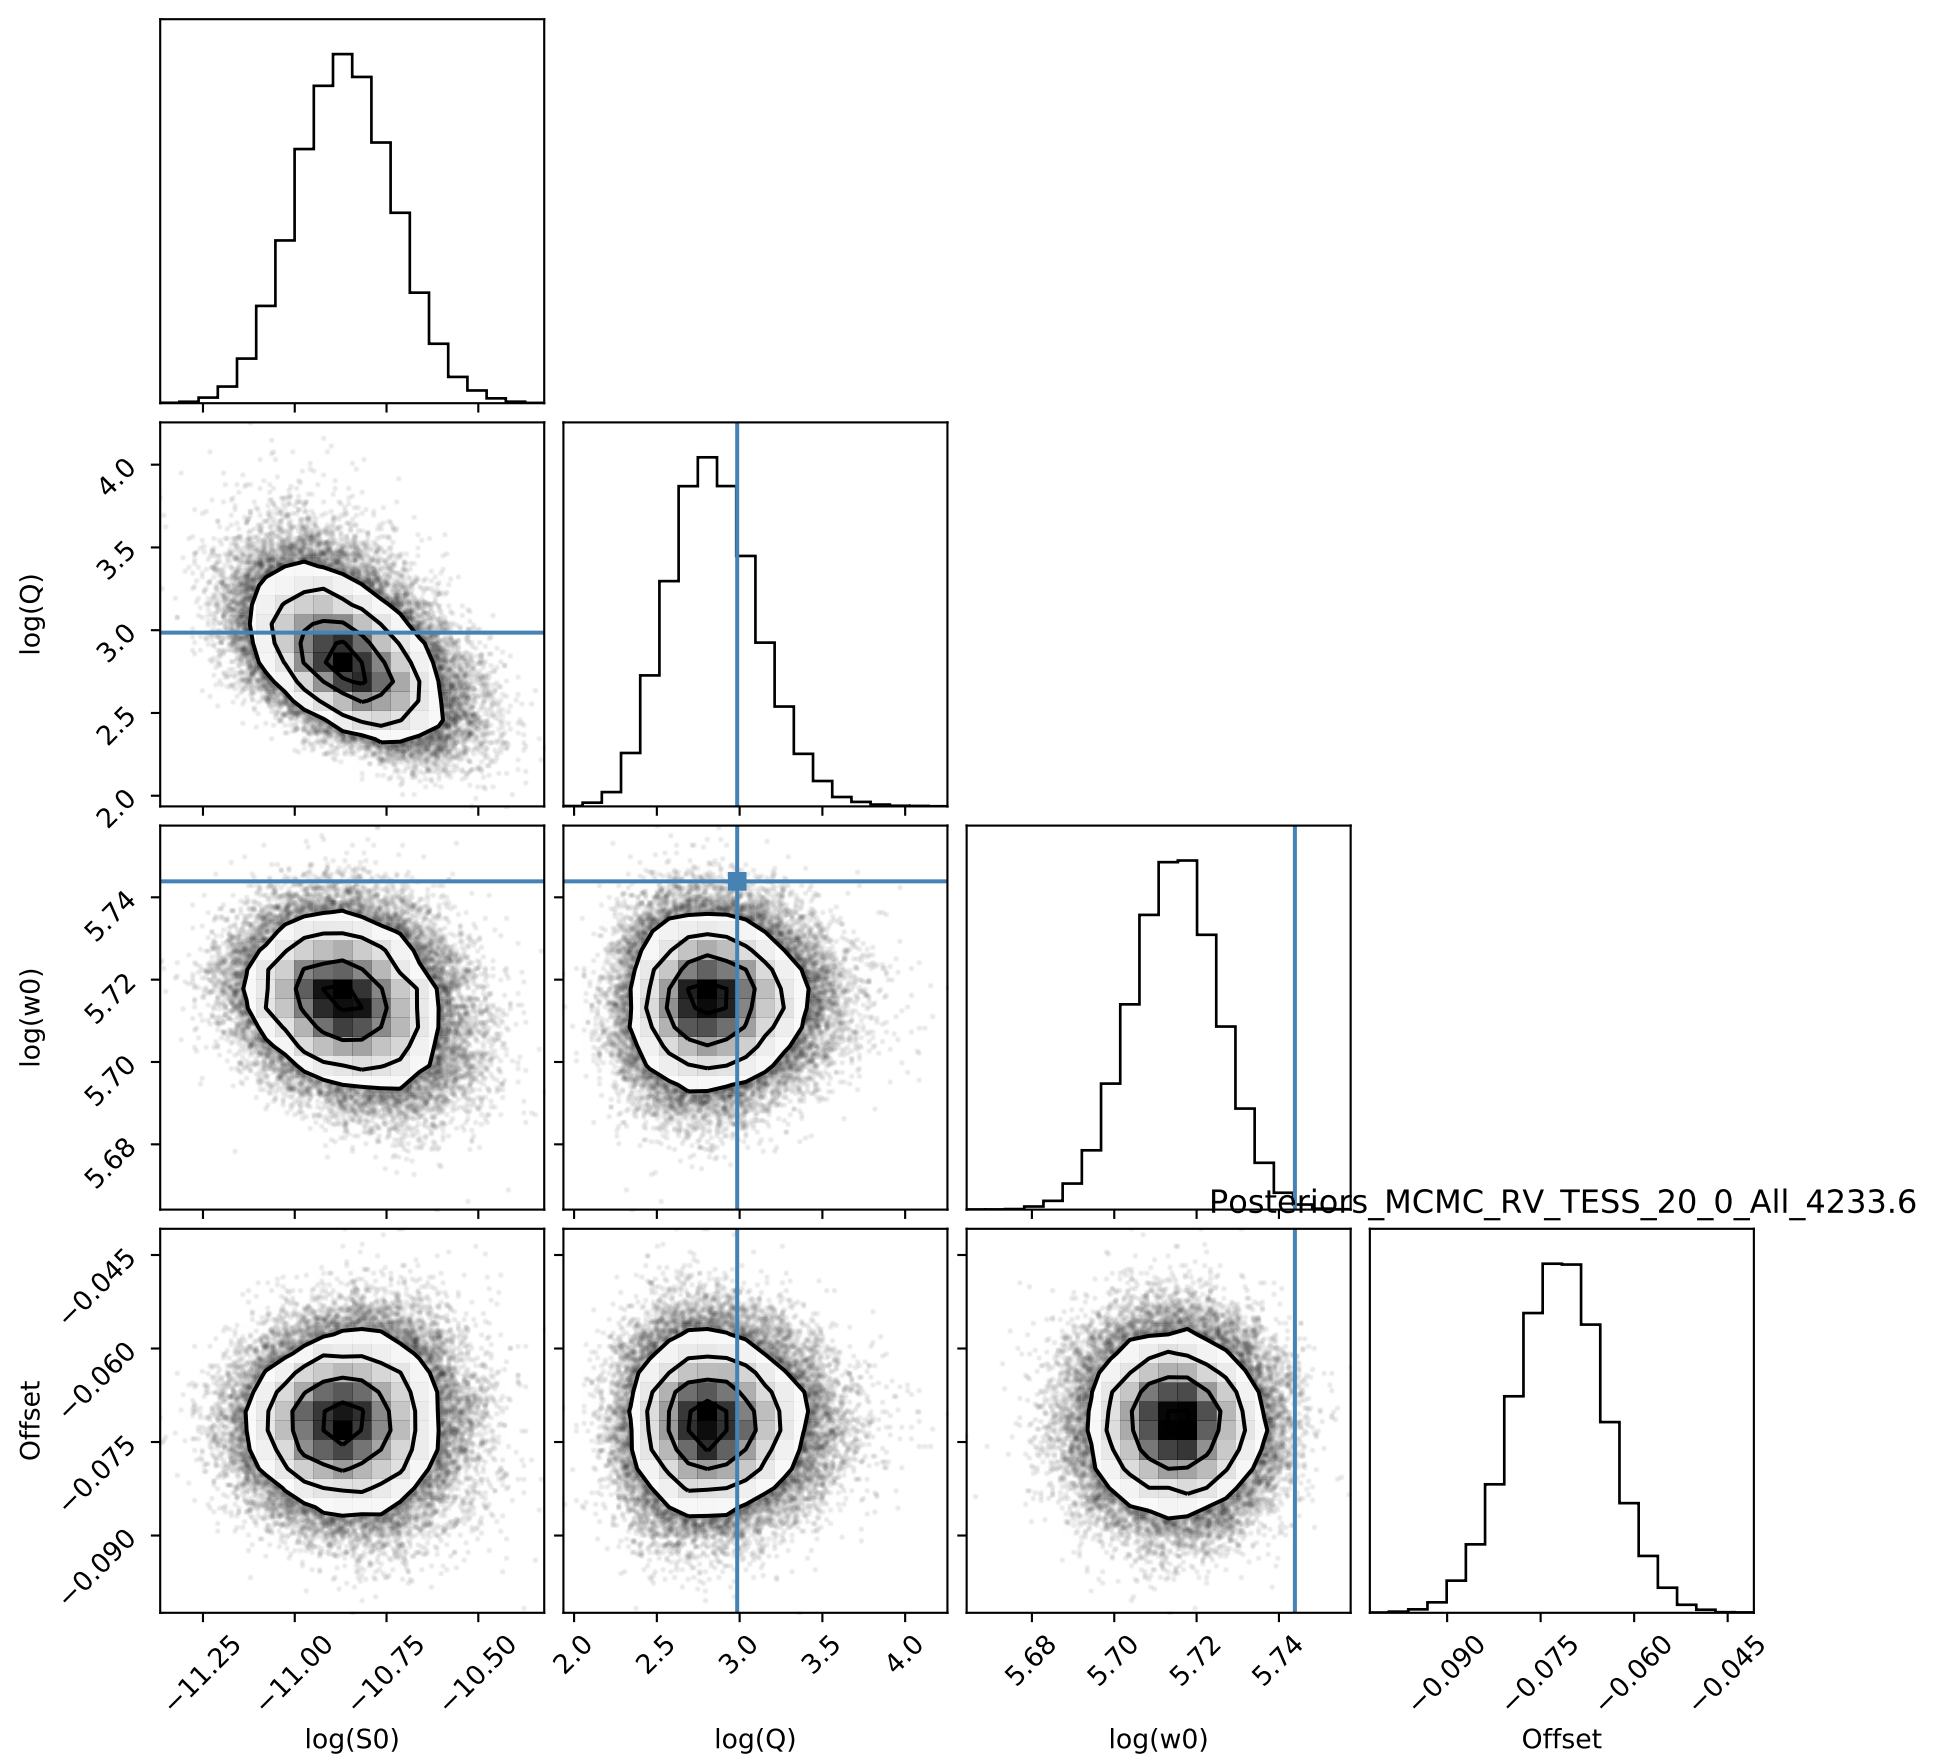 4.0
3.5
3.0
2.5
2.0
log(Q)
5.74
5.72
5.70
5.68
log(w0)
Posteriors_MCMC_RV_TESS_20_0_All_4233.6
−0.045
−0.060
−0.075
−0.090
Offset
−11.25 −11.00 −10.75 −10.50
2.0 2.5 3.0 3.5 4.0
5.68 5.70 5.72 5.74
−0.090 −0.075 −0.060 −0.045
log(S0) log(Q) log(w0) Offset